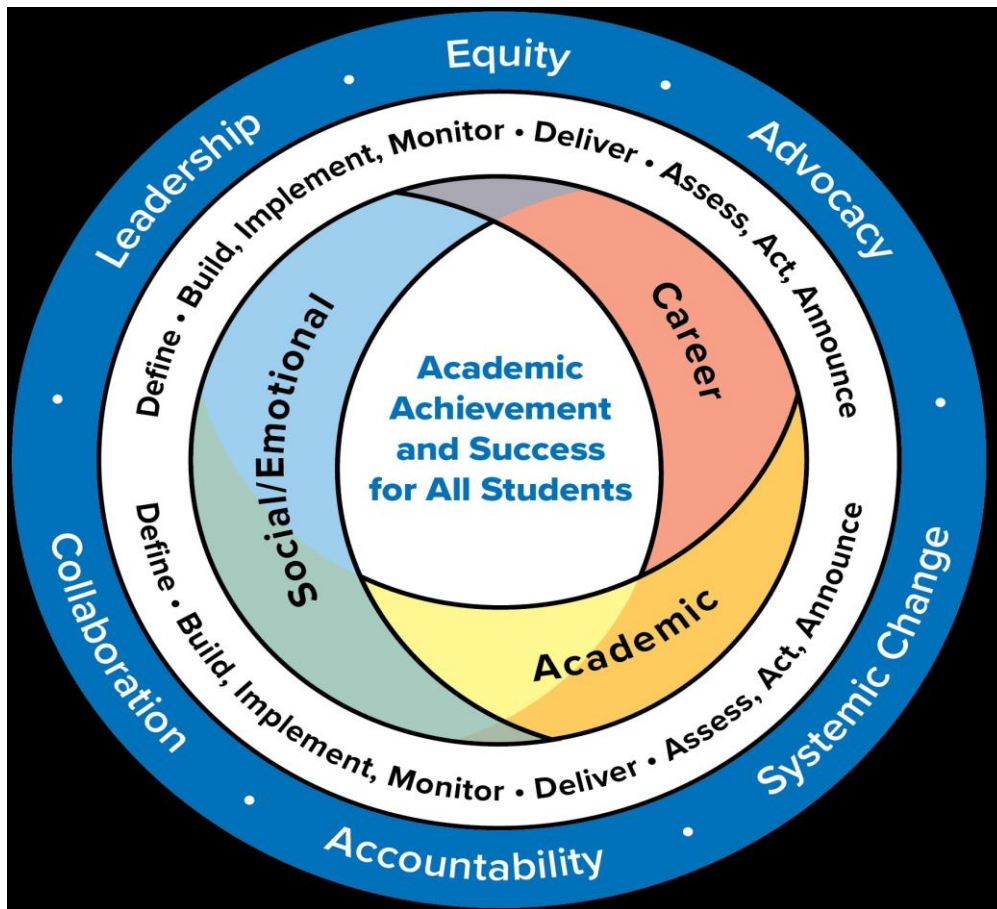 Equity
Advocacy
Systemic Change
Accountability
Collaboration
Leadership
Define • Build, Implement, Monitor • Deliver • Assess, Act, Announce
Define • Build, Implement, Monitor • Deliver • Assess, Act, Announce
Social/Emotional
Career
Academic
Academic
Achievement
and Success
for All Students